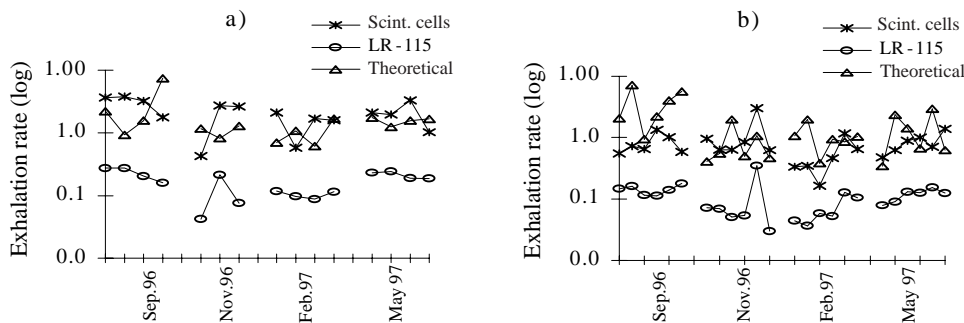 a)
Scint. cells
LR-115
Theoretical
Exhalation rate (log)
1.00
1.0
0.1
0.0
Sep.96
Nov.96
Feb.97
May 97
b)
Scint. cells
LR-115
Theoretical
Exhalation rate (log)
1.00
1.0
0.1
0.0
Sep.96
Nov.96
Feb.97
May 97